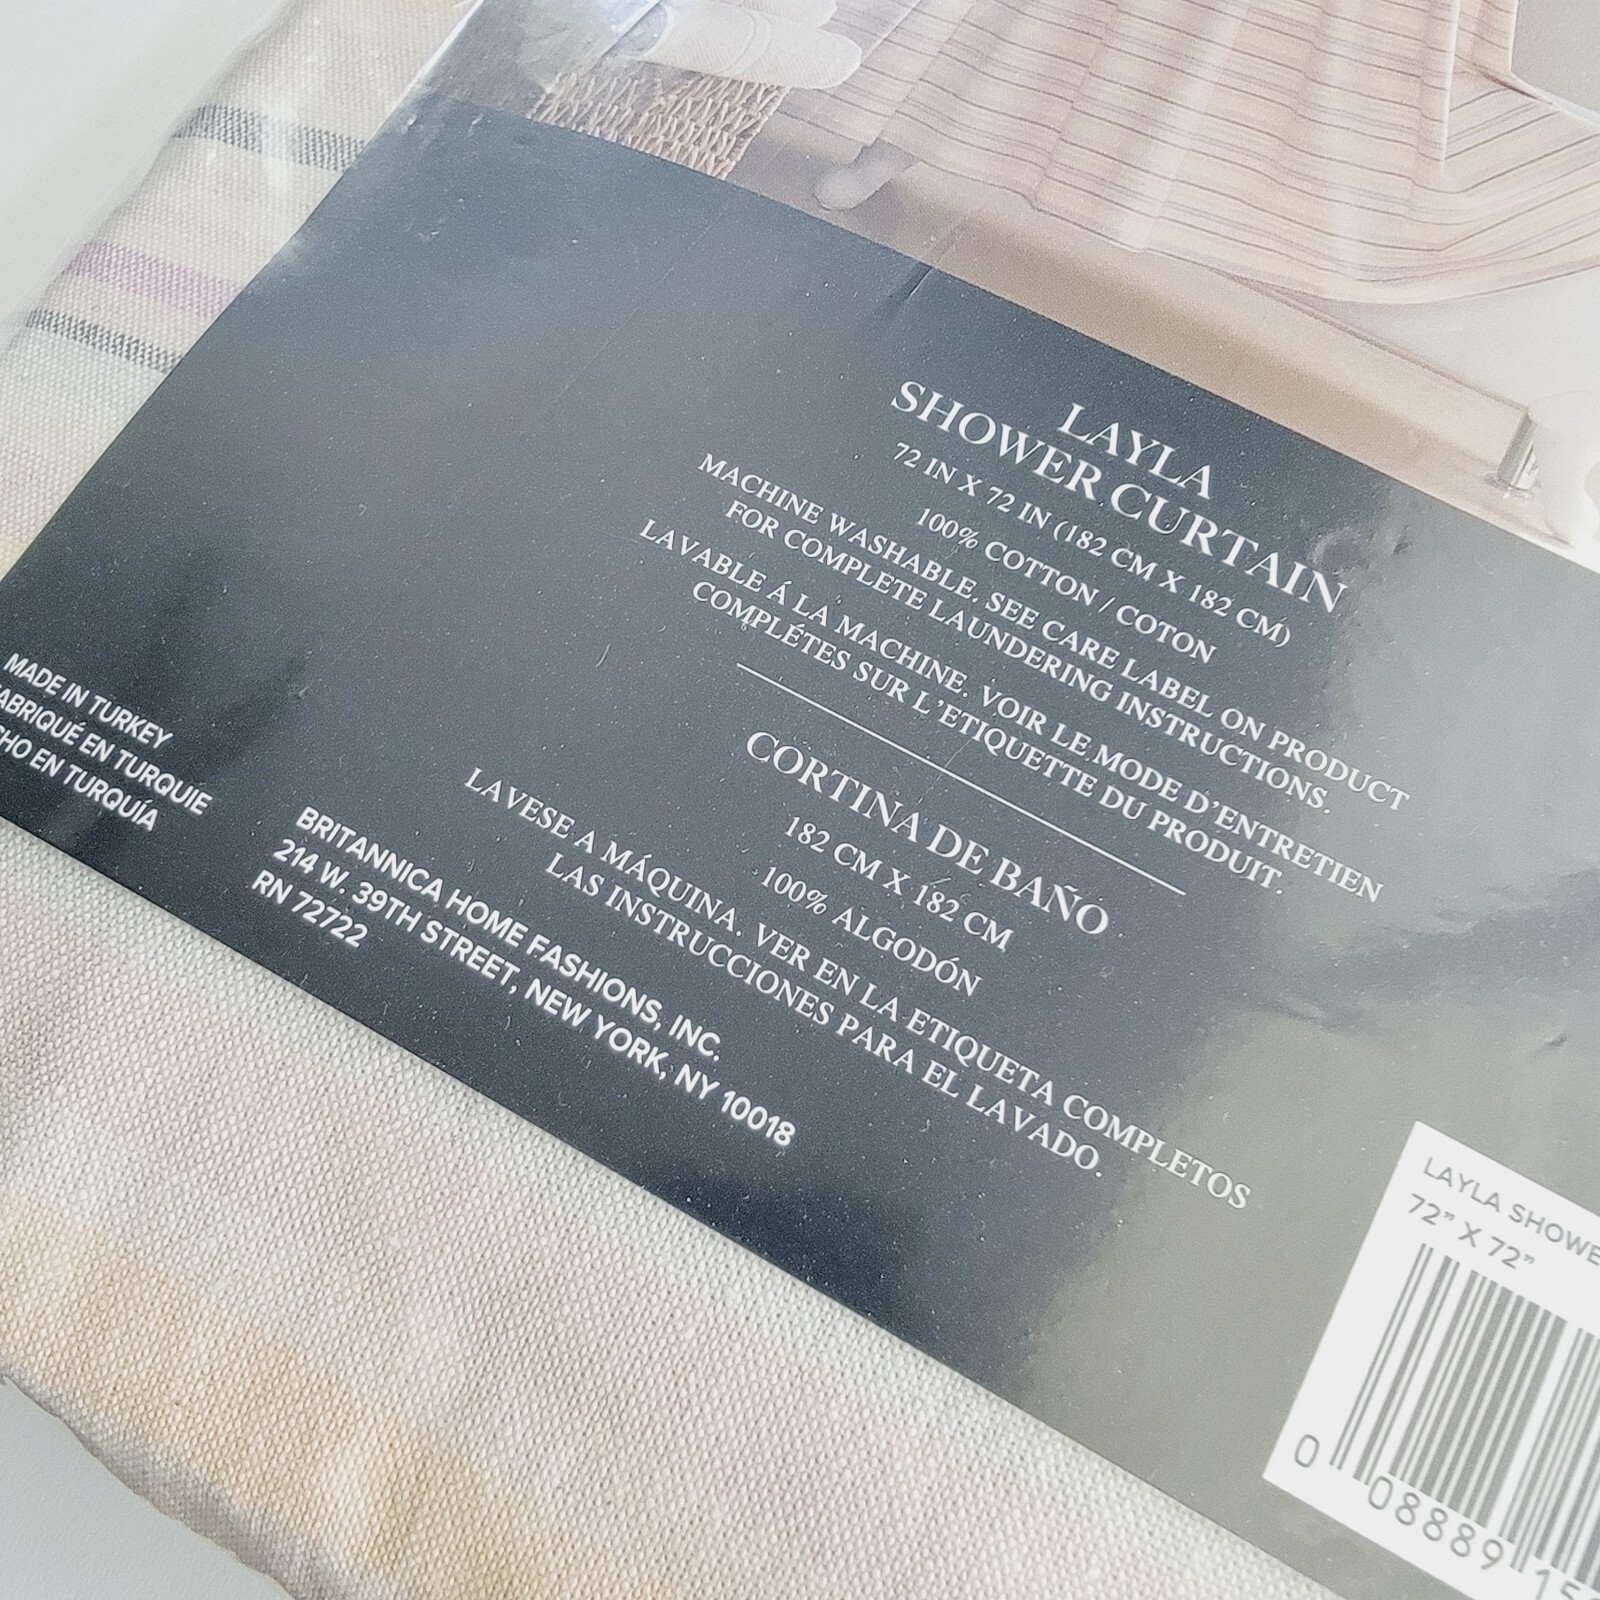 LAYLA
SHOWER CURTAIN
72 IN X 72 IN (182 CM X 182 CM)
100% COTTON / COTON
MACHINE WASHABLE. SEE CARE LABEL ON PRODUCT
FOR COMPLETE LAUNDERING INSTRUCTIONS.
LAVABLE Á LA MACHINE. VOIR LE MODE D'ENTRETIEN
COMPLÉTES SUR L'ETIQUETTE DU PRODUIT.
CORTINA DE BAÑO
182 CM X 182 CM
100% ALGODÓN
LAVESE A MÁQUINA. VER EN LA ETIQUETA COMPLETOS
LAS INSTRUCCIONES PARA EL LAVADO.
MADE IN TURKEY
EN TURQUIE
EN TURQUÍA
BRITANNICA HOME FASHIONS, INC.
214 W. 39TH STREET, NEW YORK, NY 10018
RN 72722
LAYLA
72” X 72”
0 08889